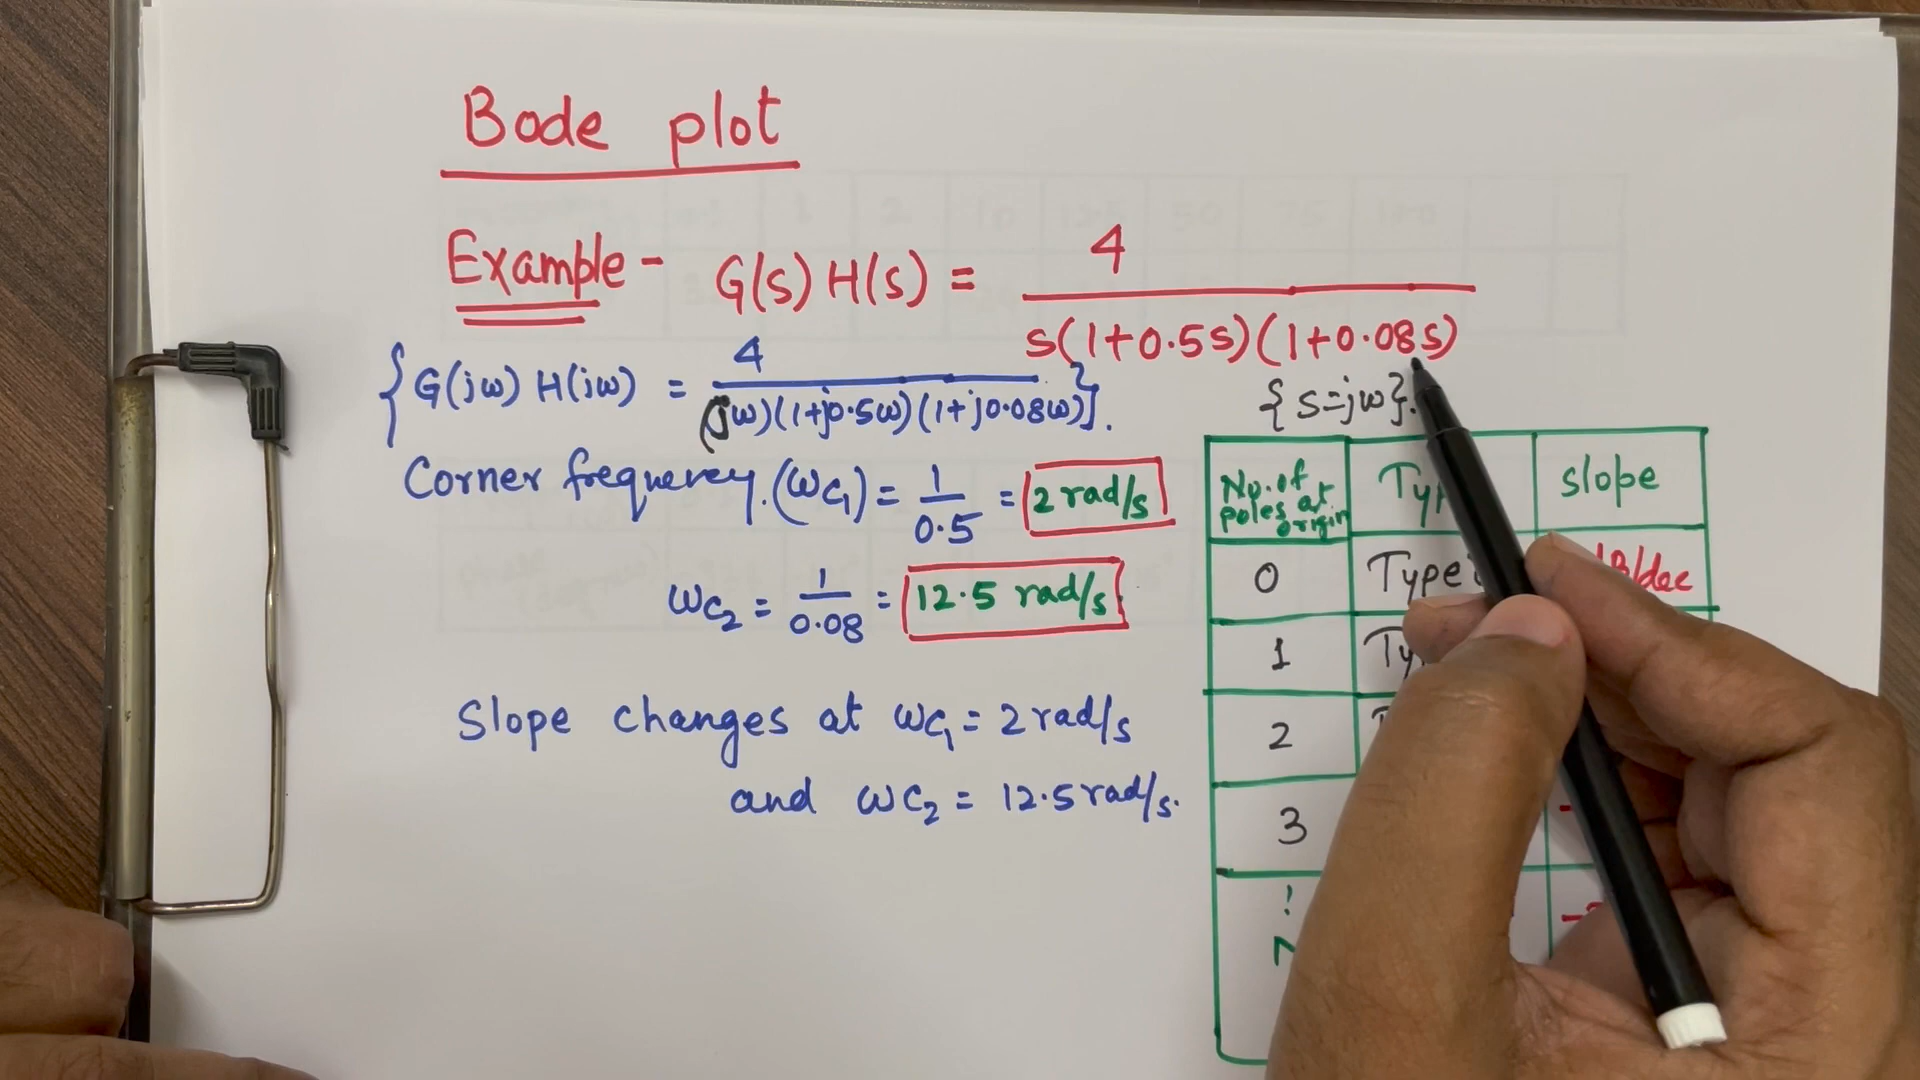 Bode plot
Example - G(s) H(s) = 4 / s(1+0.5s)(1+0.08s)
{G(jω) H(jω) = 4 / (jω)(1+j0.5ω)(1+j0.08ω)}.
{s=jω}.
Corner frequency. (ωC1) = 1/0.5 = 2 rad/s
ωC2 = 1/0.08 = 12.5 rad/s
Slope changes at ωC1 = 2 rad/s
and ωC2 = 12.5 rad/s.
No. of poles at origin slope
0 Type B/dec
1
2
3